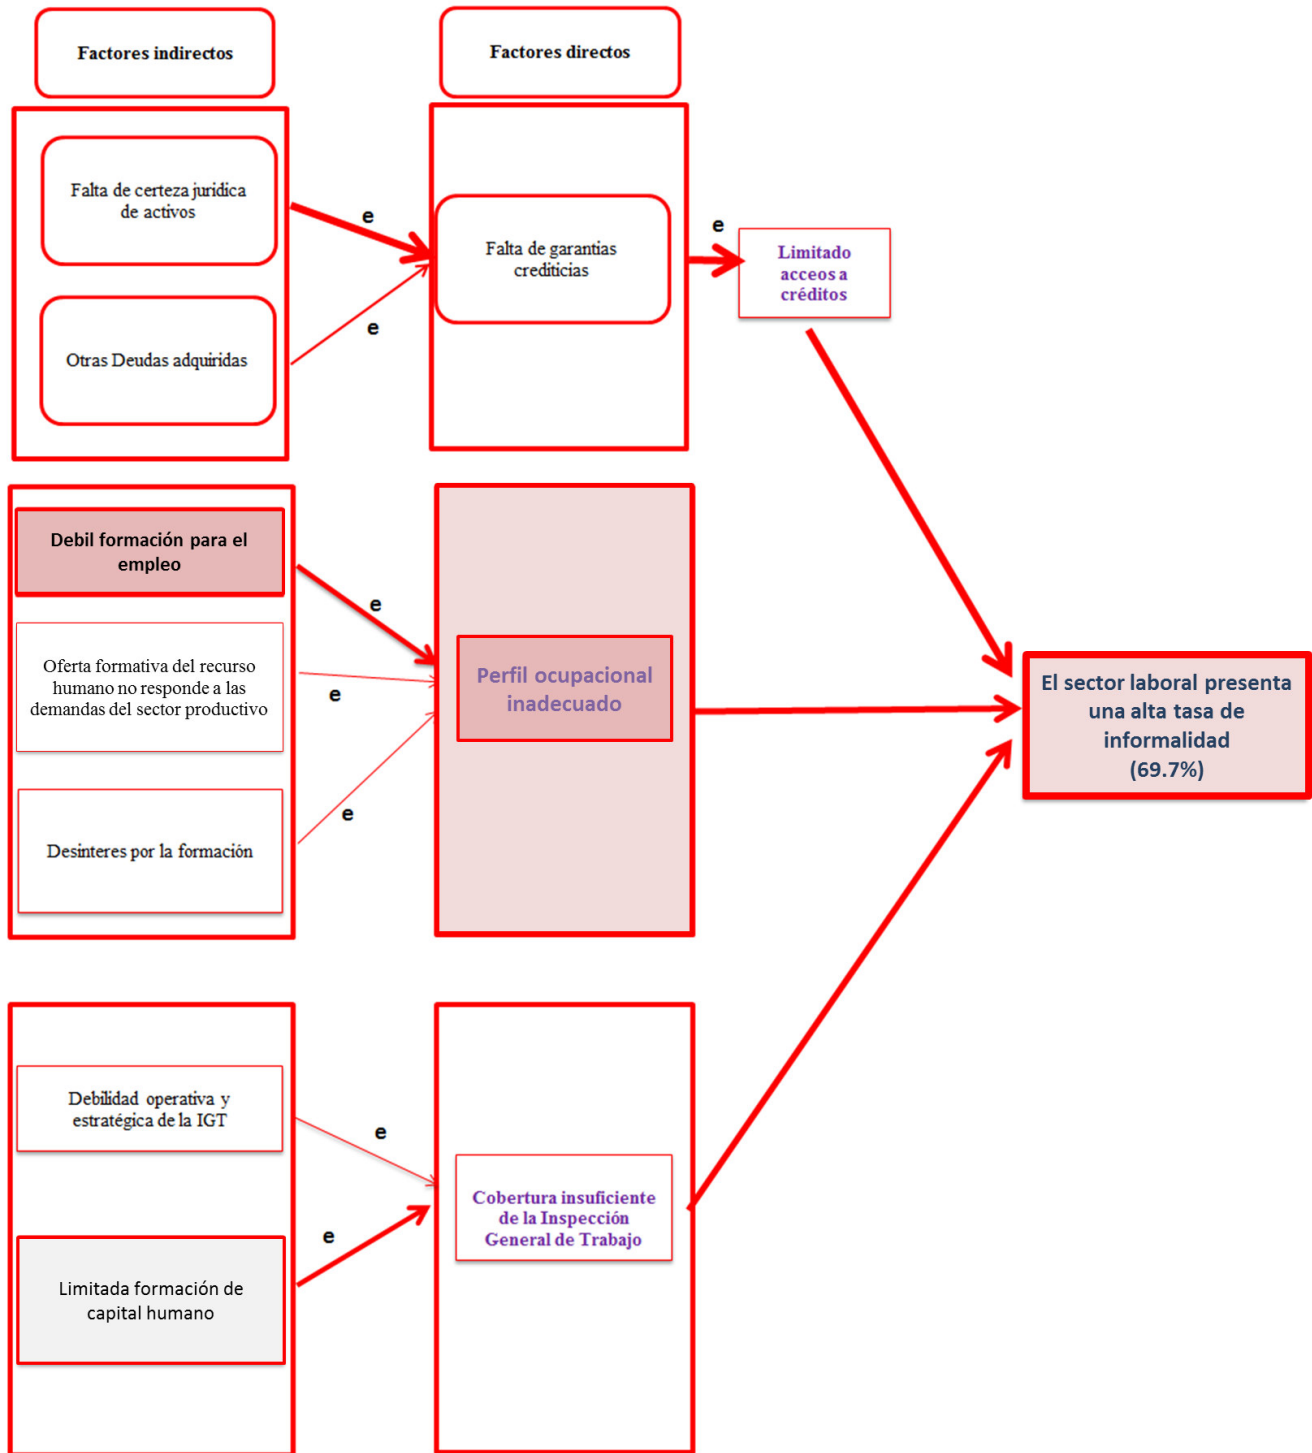 Factores indirectos
Factores directos
Falta de certeza juridica
de activos
e
Falta de garantias
crediticias
e
Limitado
acceos a
créditos
Otras Deudas adquiridas
e
Debil formación para el
empleo
e
Oferta formativa del recurso
humano no responde a las
demandas del sector productivo
e
Desinteres por la formación
e
Perfil ocupacional
inadecuado
El sector laboral presenta
una alta tasa de
informalidad
(69.7%)
Debilidad operativa y
estratégica de la IGT
e
Limitada formación de
capital humano
e
Cobertura insuficiente
de la Inspección
General de Trabajo